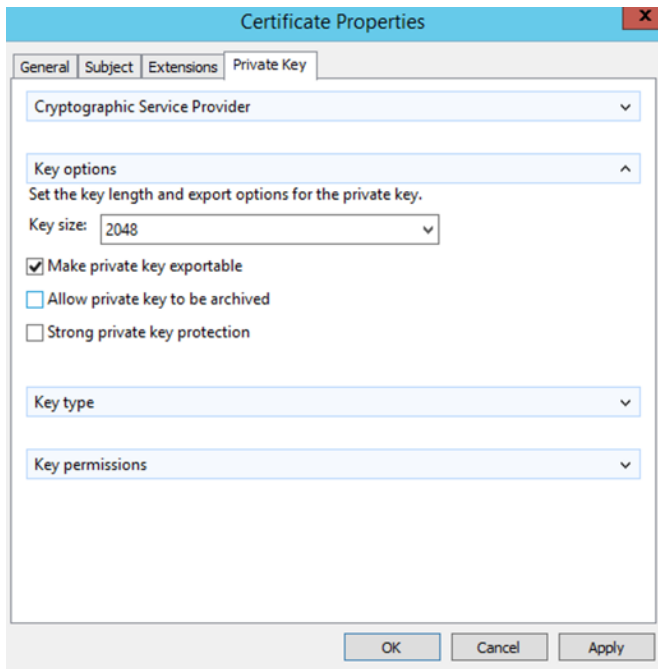 Certificate Properties
x
General Subject Extensions Private Key
Cryptographic Service Provider
Key options
Set the key length and export options for the private key.
Key size: 2048
Make private key exportable
Allow private key to be archived
Strong private key protection
Key type
Key permissions
OK Cancel Apply